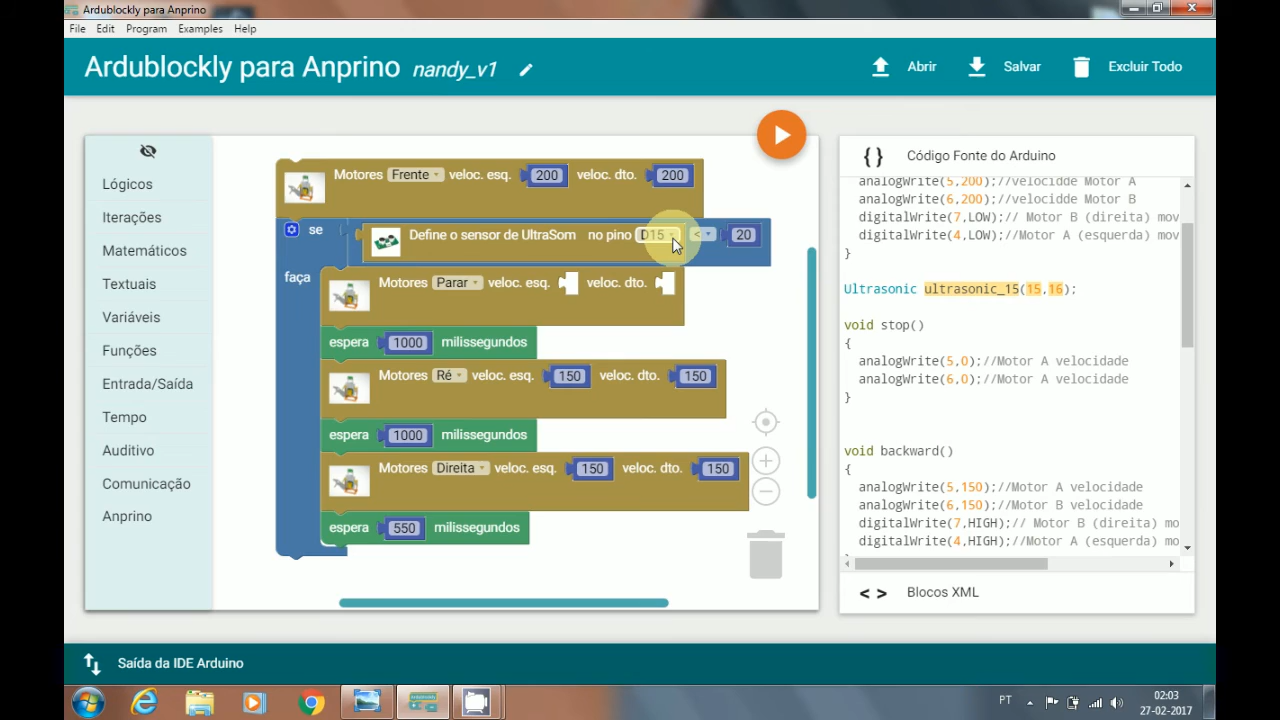 Ardublockly para Anprino
File Edit Program Examples Help
Ardublockly para Anprino nandy_v1
Abrir Salvar Excluir Todo
Lógicos
Iterações
Matemáticos
Textuais
Variáveis
Funções
Entrada/Saída
Tempo
Auditivo
Comunicação
Anprino
Motores Frente veloc. esq. 200 veloc. dto. 200
se Define o sensor de UltraSom no pino D15 < 20
faça Motores Parar veloc. esq. veloc. dto.
espera 1000 milissegundos
Motores Ré veloc. esq. 150 veloc. dto. 150
espera 1000 milissegundos
Motores Direita veloc. esq. 150 veloc. dto. 150
espera 550 milissegundos
{} Código Fonte do Arduino
analogWrite(5,200);//velocidde Motor A
analogWrite(6,200);//velocidade Motor B
digitalWrite(7,LOW);// Motor B (direita) mov
digitalWrite(4,LOW);//Motor A (esquerda) mo
}
Ultrasonic ultrasonic_15(15,16);
void stop()
{
analogWrite(5,0);//Motor A velocidade
analogWrite(6,0);//Motor A velocidade
}
void backward()
{
analogWrite(5,150);//Motor A velocidade
analogWrite(6,150);//Motor B velocidade
digitalWrite(7,HIGH);// Motor B (direita) mo
digitalWrite(4,HIGH);//Motor A (esquerda) mo
< > Blocos XML
Saída da IDE Arduino
PT
02:03
27-02-2017